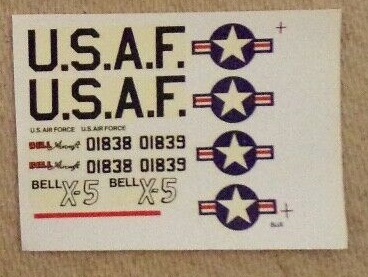 U.S.A.F.
U.S.A.F.
U.S. AIR FORCE U.S. AIR FORCE
BELL Aircraft 01838 01839
BELL Aircraft 01838 01839
BELL X-5 BELL X-5